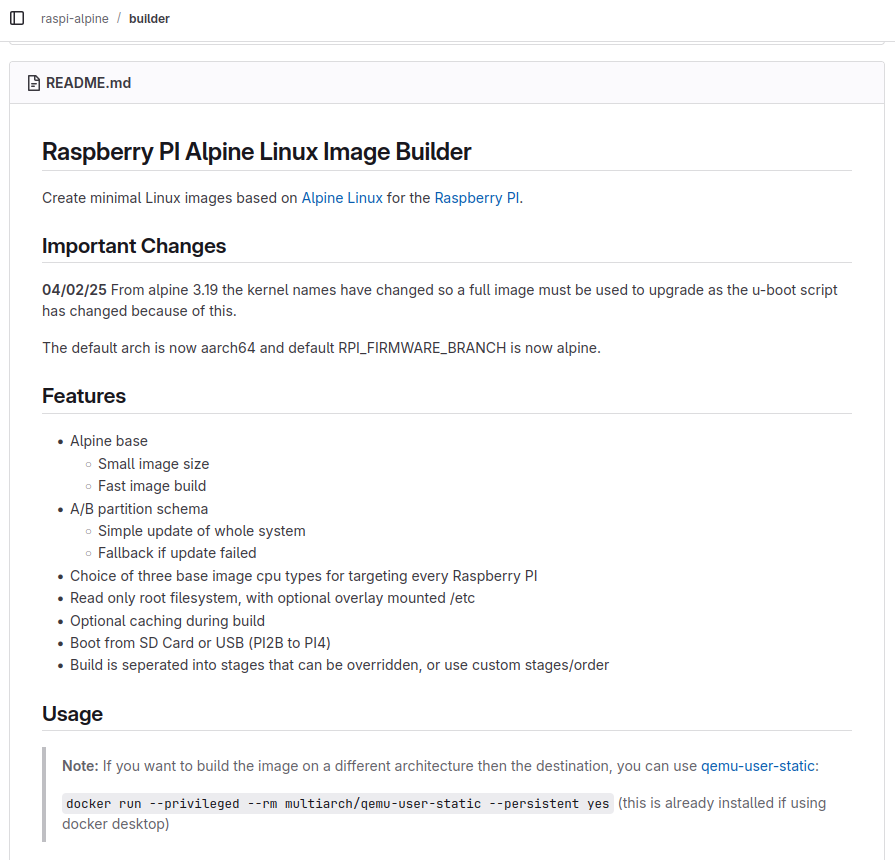 raspi-alpine / builder
README.md
Raspberry PI Alpine Linux Image Builder
Create minimal Linux images based on Alpine Linux for the Raspberry PI.
Important Changes
04/02/25 From alpine 3.19 the kernel names have changed so a full image must be used to upgrade as the u-boot script
has changed because of this.
The default arch is now aarch64 and default RPI_FIRMWARE_BRANCH is now alpine.
Features
• Alpine base
◦ Small image size
◦ Fast image build
• A/B partition schema
◦ Simple update of whole system
◦ Fallback if update failed
• Choice of three base image cpu types for targeting every Raspberry PI
• Read only root filesystem, with optional overlay mounted /etc
• Optional caching during build
• Boot from SD Card or USB (PI2B to PI4)
• Build is seperated into stages that can be overridden, or use custom stages/order
Usage
Note: If you want to build the image on a different architecture then the destination, you can use qemu-user-static:
docker run --privileged --rm multiarch/qemu-user-static --persistent yes (this is already installed if using
docker desktop)